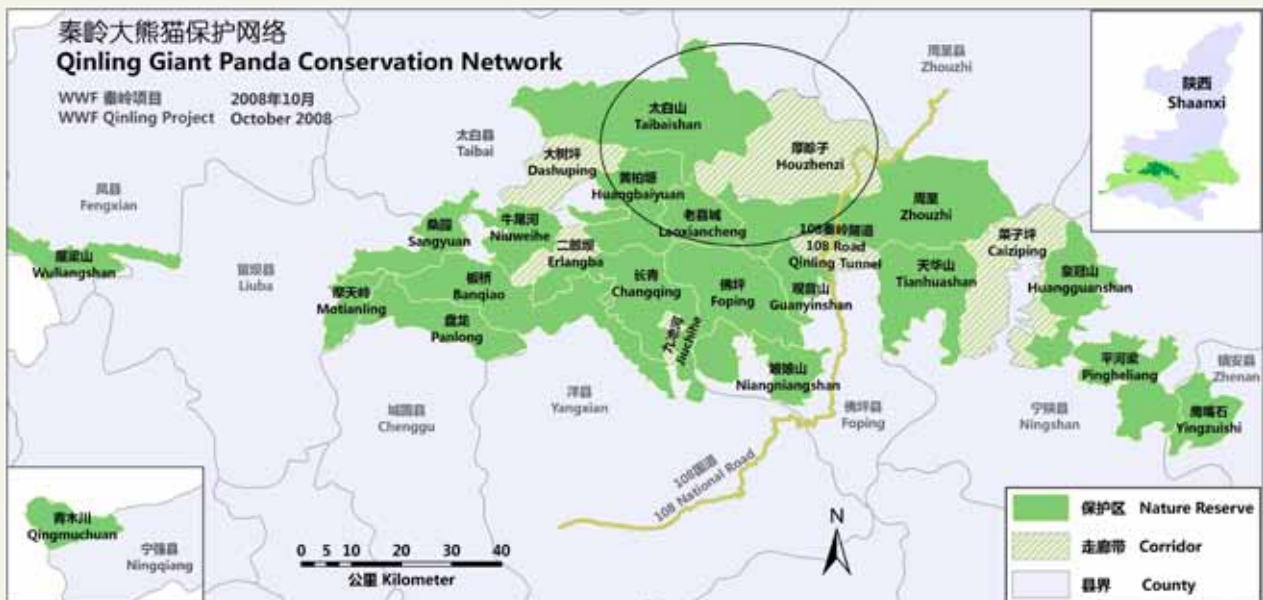 秦岭大熊猫保护网络
Qinling Giant Panda Conservation Network
WWF 秦岭项目 2008年10月
WWF Qinling Project October 2008
周至县
Zhouzhi
陕西
Shaanxi
太白山
Taibaishan
太白县
Taibai
大树坪
Dashuping
厚畛子
Houzhenzi
黄柏塬
Huangbaiyuan
凤县
Fengxian
周至
Zhouzhi
桑园
Sangyuan
牛尾河
Niuweihe
老县城
Laoxiancheng
108秦岭隧道
108 Road
Qinling Tunnel
菜子坪
Caiziping
二郎坝
Erlangba
屋梁山
Wuliangshan
留坝县
Liuba
摩天岭
Motianling
板桥
Banqiao
长青
Changqing
佛坪
Foping
观音山
Guanyinshan
天华山
Tianhuashan
皇冠山
Huangguanshan
盘龙
Panlong
九池河
Jiuchihe
娘娘山
Niangniangshan
平河梁
Pingheliang
镇安县
Zhenan
鹰嘴石
Yingzuishi
城固县
Chenggu
洋县
Yangxian
佛坪县
Foping
宁陕县
Ningshan
108国道
108 National Road
青木川
Qingmuchuan
宁强县
Ningqiang
0 5 10 20 30 40
公里 Kilometer
N
保护区 Nature Reserve
走廊带 Corridor
县界 County